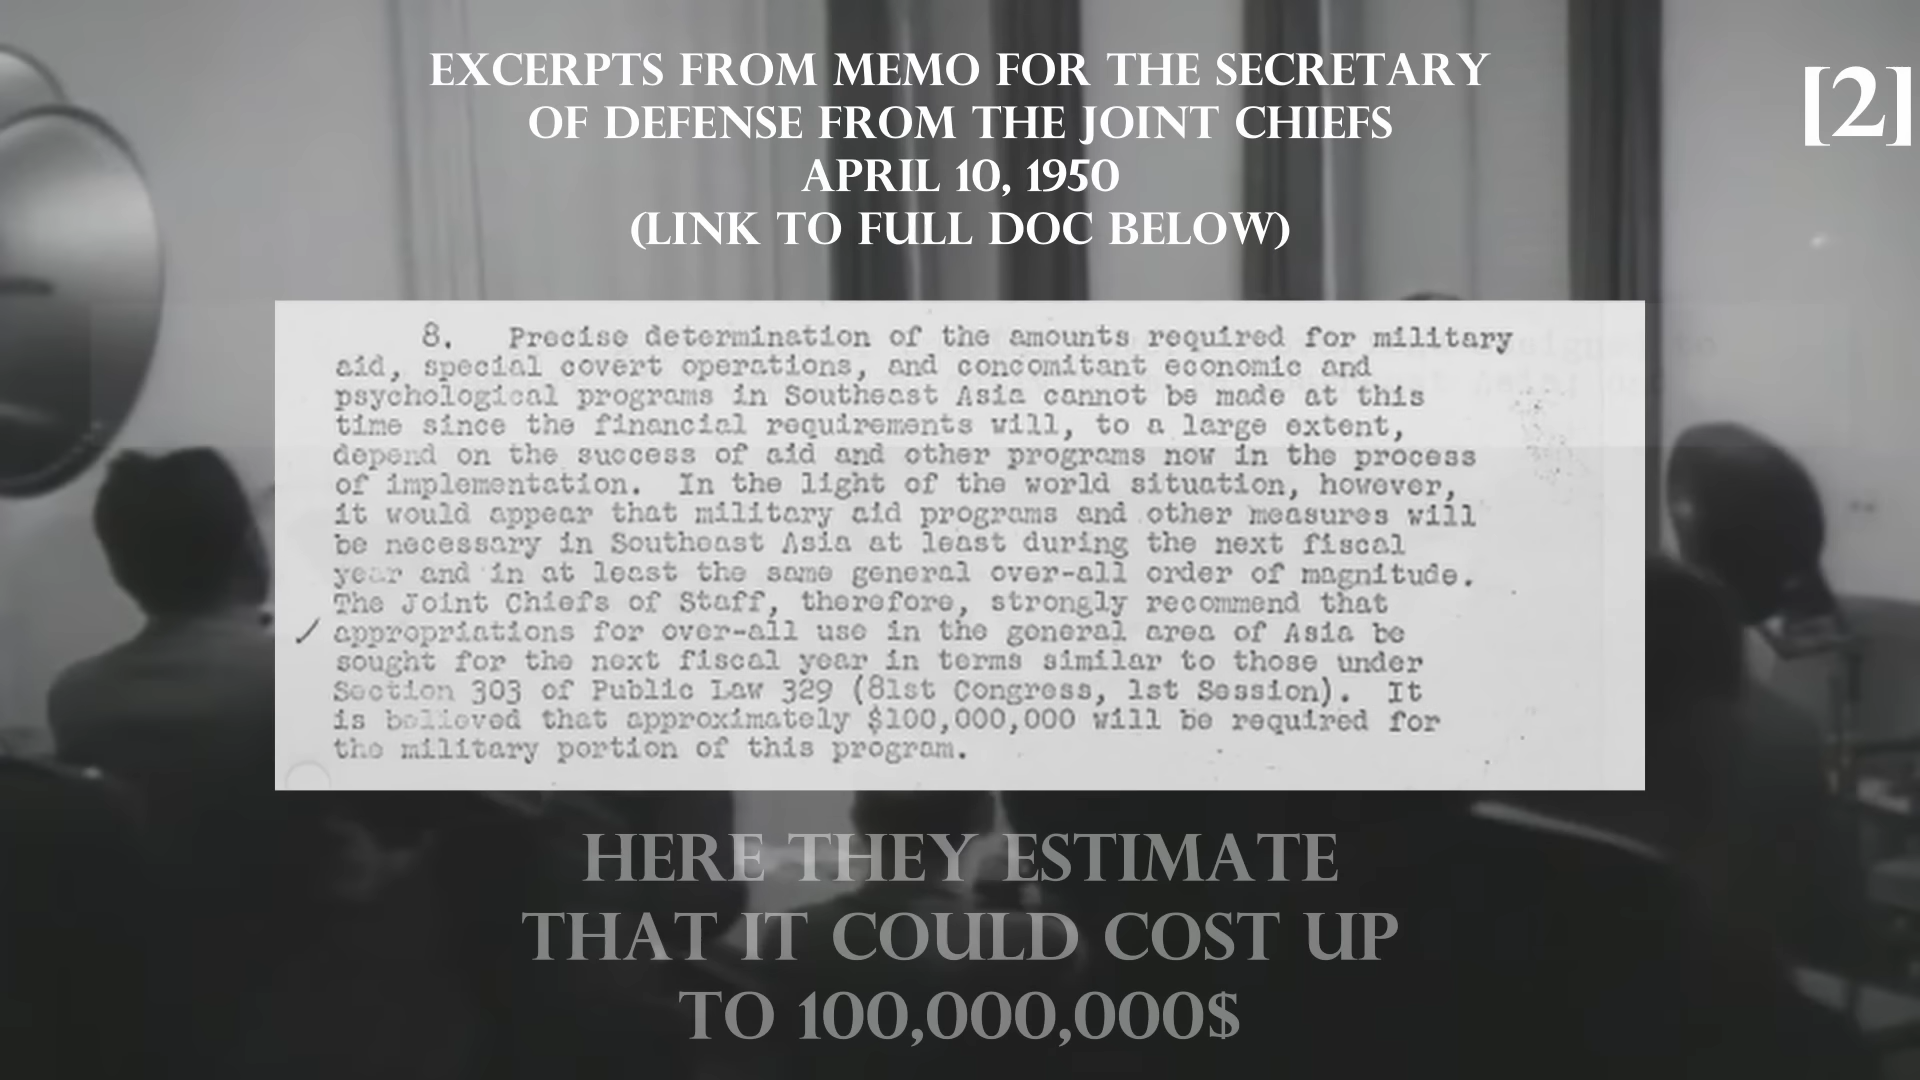 EXCERPTS FROM MEMO FOR THE SECRETARY
OF DEFENSE FROM THE JOINT CHIEFS
APRIL 10, 1950
(LINK TO FULL DOC BELOW)
[2]
8. Precise determination of the amounts required for military
aid, special covert operations, and concomitant economic and
psychological programs in Southeast Asia cannot be made at this
time since the financial requirements will, to a large extent,
depend on the success of aid and other programs now in the process
of implementation. In the light of the world situation, however,
it would appear that military aid programs and other measures will
be necessary in Southeast Asia at least during the next fiscal
year and in at least the same general over-all order of magnitude.
The Joint Chiefs of Staff, therefore, strongly recommend that
appropriations for over-all use in the general area of Asia be
sought for the next fiscal year in terms similar to those under
Section 303 of Public Law 329 (81st Congress, 1st Session). It
is believed that approximately $100,000,000 will be required for
the military portion of this program.
HERE THEY ESTIMATE
THAT IT COULD COST UP
TO 100,000,000$